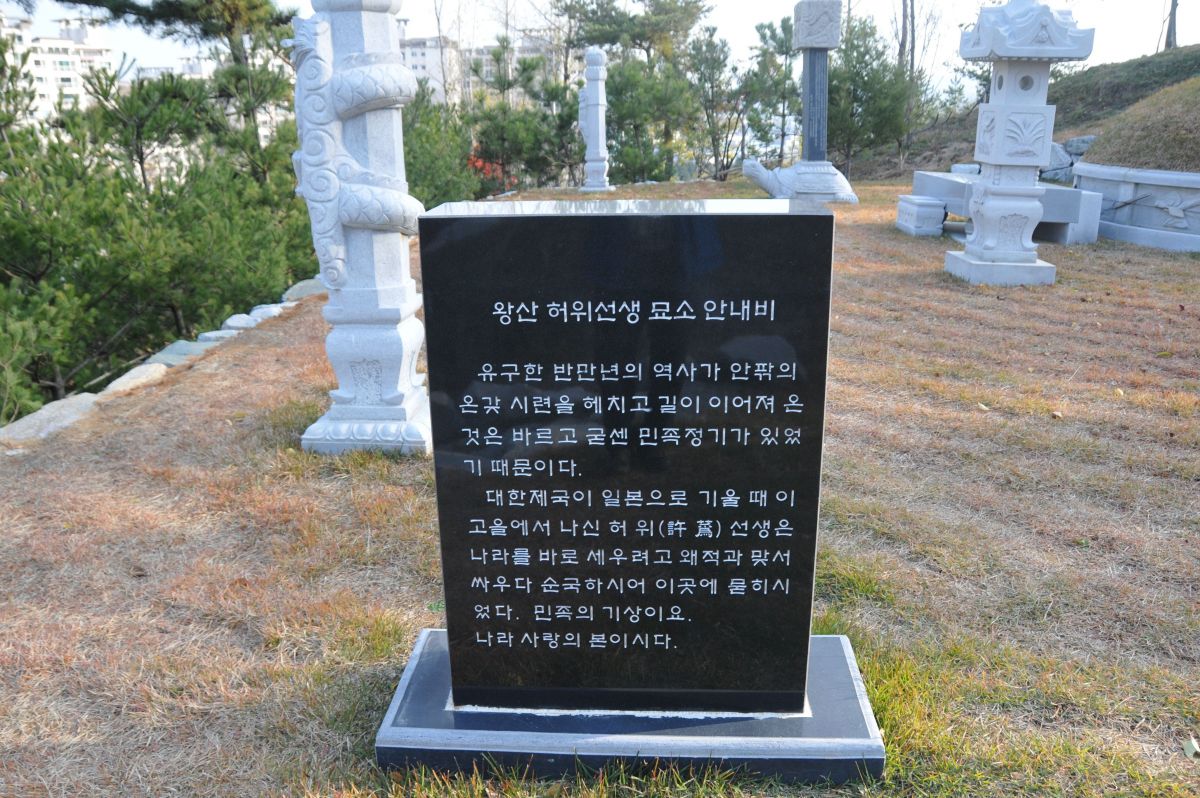 왕산 허위선생 묘소 안내비
유구한 반만년의 역사가 안팎의
온갖 시련을 헤치고 길이 이어져 온
것은 바르고 굳센 민족정기가 있었
기 때문이다.
대한제국이 일본으로 기울 때 이
고을에서 나신 허 위(許 蔿) 선생은
나라를 바로 세우려고 왜적과 맞서
싸우다 순국하시어 이곳에 묻히시
었다. 민족의 기상이요.
나라 사랑의 본이시다.